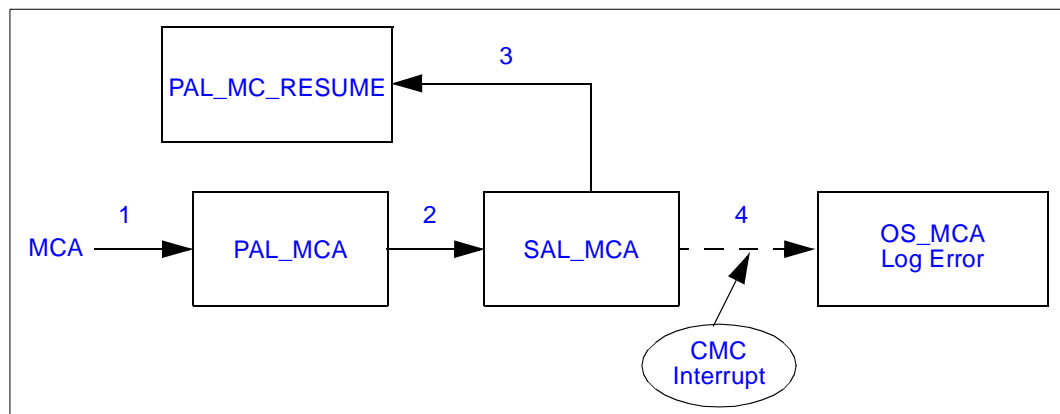 3
PAL_MC_RESUME
1
2
4
MCA
PAL_MCA
SAL_MCA
OS_MCA
Log Error
CMC
Interrupt